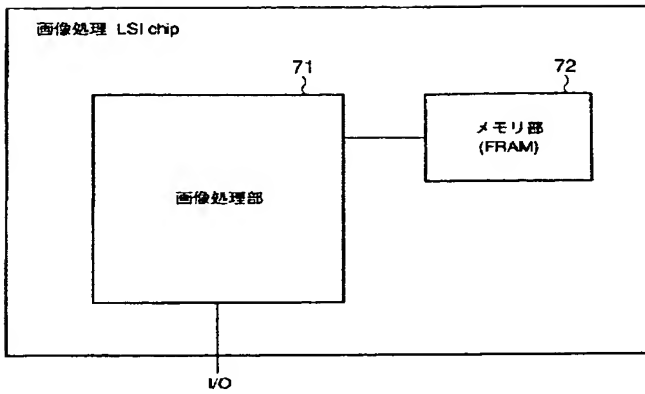 画像処理 LSI chip
71
72
メモリ部
(FRAM)
画像処理部
I/O